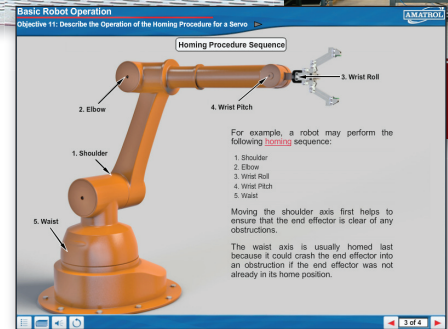 Basic Robot Operation
AMATROL
Objective 11: Describe the Operation of the Homing Procedure for a Servo
Homing Procedure Sequence
3. Wrist Roll
2. Elbow
4. Wrist Pitch
1. Shoulder
5. Waist
For example, a robot may perform the
following homing sequence:
1. Shoulder
2. Elbow
3. Wrist Roll
4. Wrist Pitch
5. Waist
Moving the shoulder axis first helps to
ensure that the end effector is clear of any
obstructions.
The waist axis is usually homed last
because it could crash the end effector into
an obstruction if the end effector was not
already in its home position.
3 of 4